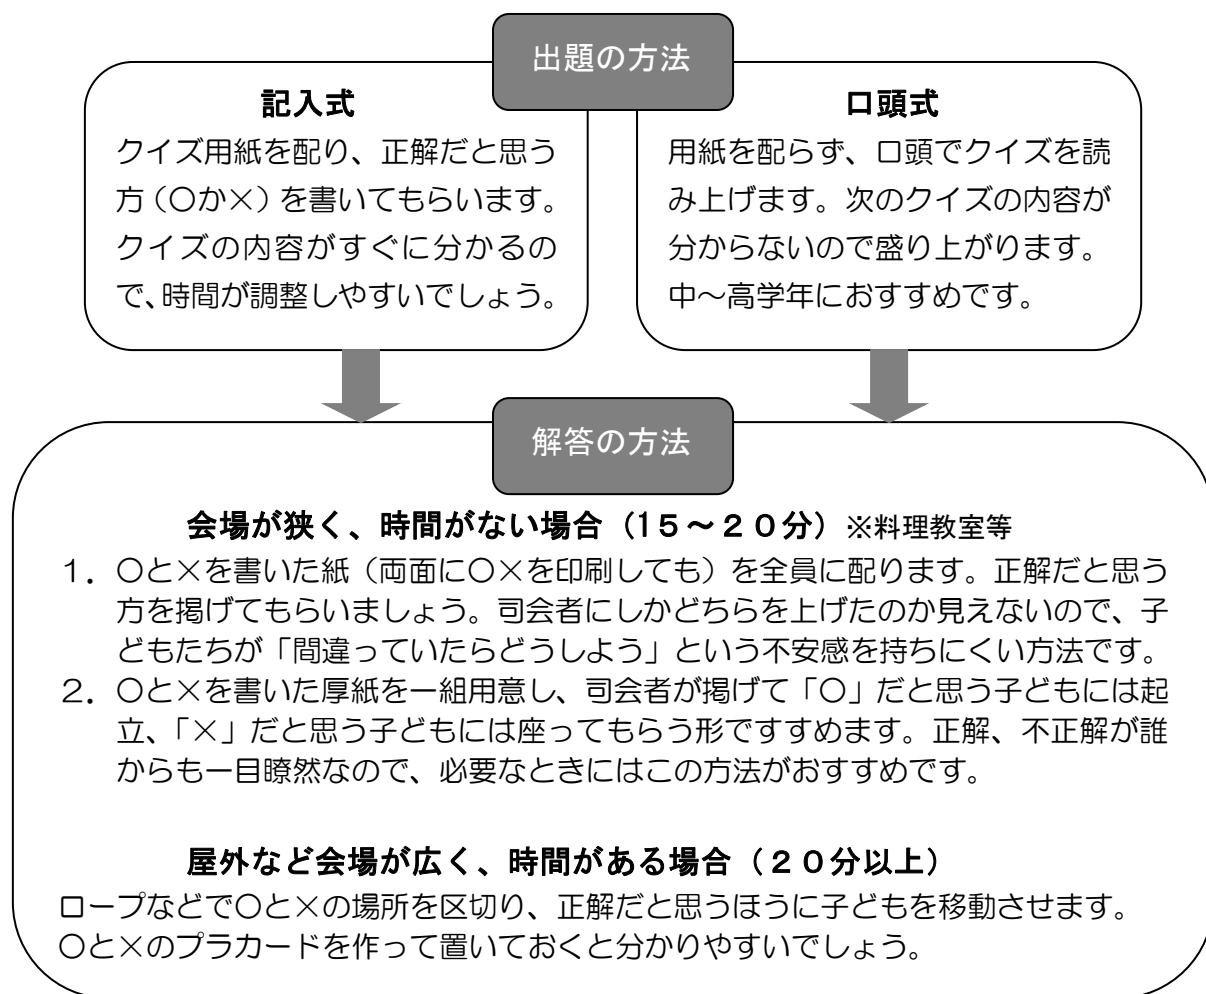 出題の方法
記入式
クイズ用紙を配り、正解だと思う
方（〇か×）を書いてもらいます。
クイズの内容がすぐに分かるの
で、時間が調整しやすいでしょう。
口頭式
用紙を配らず、口頭でクイズを読
み上げます。次のクイズの内容が
分からないので盛り上がります。
中～高学年におすすめです。
解答の方法
会場が狭く、時間がない場合（１５～２０分）※料理教室等
１．〇と×を書いた紙（両面に〇×を印刷しても）を全員に配ります。正解だと思う
方を掲げてもらいましょう。司会者にしかどちらを上げたのか見えないので、子
どもたちが「間違っていたらどうしよう」という不安感を持ちにくい方法です。
２．〇と×を書いた厚紙を一組用意し、司会者が掲げて「〇」だと思う子どもには起
立、「×」だと思う子どもには座ってもらう形ですすめます。正解、不正解が誰
からも一目瞭然なので、必要なときにはこの方法がおすすめです。
屋外など会場が広く、時間がある場合（２０分以上）
ロープなどで〇と×の場所を区切り、正解だと思うほうに子どもを移動させます。
〇と×のプラカードを作って置いておくと分かりやすいでしょう。